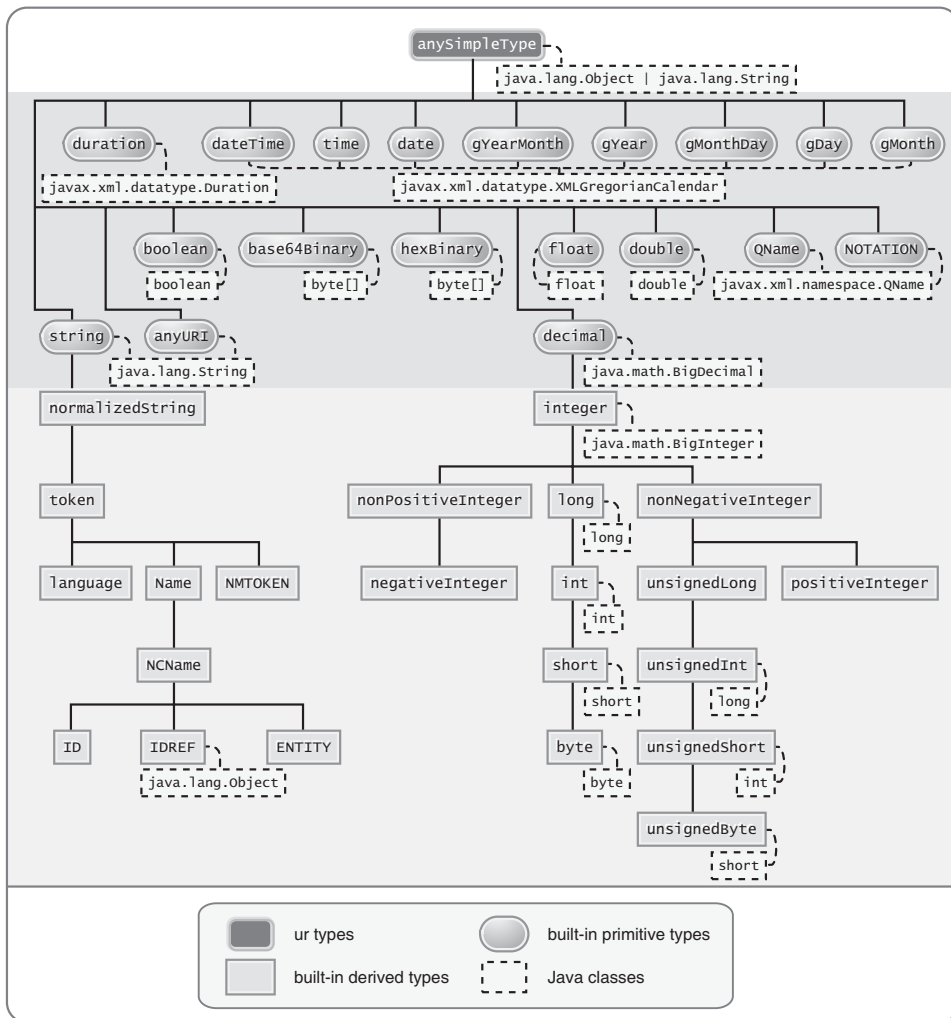 anySimpleType
java.lang.Object | java.lang.String
duration dateTime time date gYearMonth gYear gMonthDay gDay gMonth
javax.xml.datatype.Duration javax.xml.datatype.XMLGregorianCalendar
boolean base64Binary hexBinary float double QName NOTATION
boolean byte[] byte[] float double javax.xml.namespace.QName
string anyURI decimal
java.lang.String java.math.BigDecimal
normalizedString integer
java.math.BigInteger
token nonPositiveInteger long nonNegativeInteger
long
language Name NMTOKEN negativeInteger int unsignedLong positiveInteger
int
NCName short unsignedInt
short long
ID IDREF ENTITY byte unsignedShort
java.lang.Object byte int
unsignedByte
short
ur types built-in primitive types
built-in derived types Java classes